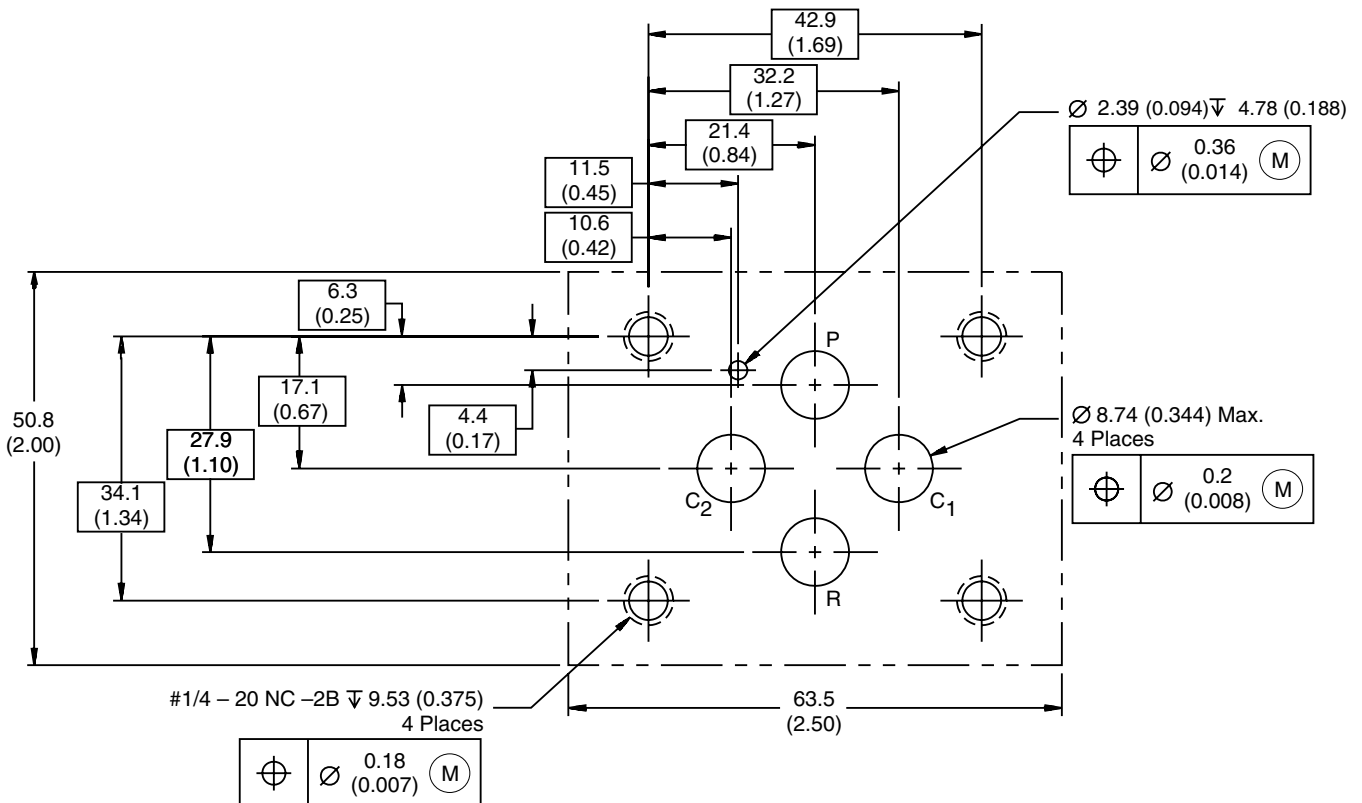 42.9
(1.69)
32.2
(1.27)
Ø 2.39 (0.094)↧ 4.78 (0.188)
⌖ Ø 0.36 (0.014) Ⓜ
21.4
(0.84)
11.5
(0.45)
10.6
(0.42)
6.3
(0.25)
P
17.1
(0.67)
4.4
(0.17)
50.8
(2.00)
27.9
(1.10)
Ø 8.74 (0.344) Max.
4 Places
⌖ Ø 0.2 (0.008) Ⓜ
34.1
(1.34)
C2
C1
R
#1/4 – 20 NC –2B ↧ 9.53 (0.375)
4 Places
⌖ Ø 0.18 (0.007) Ⓜ
63.5
(2.50)